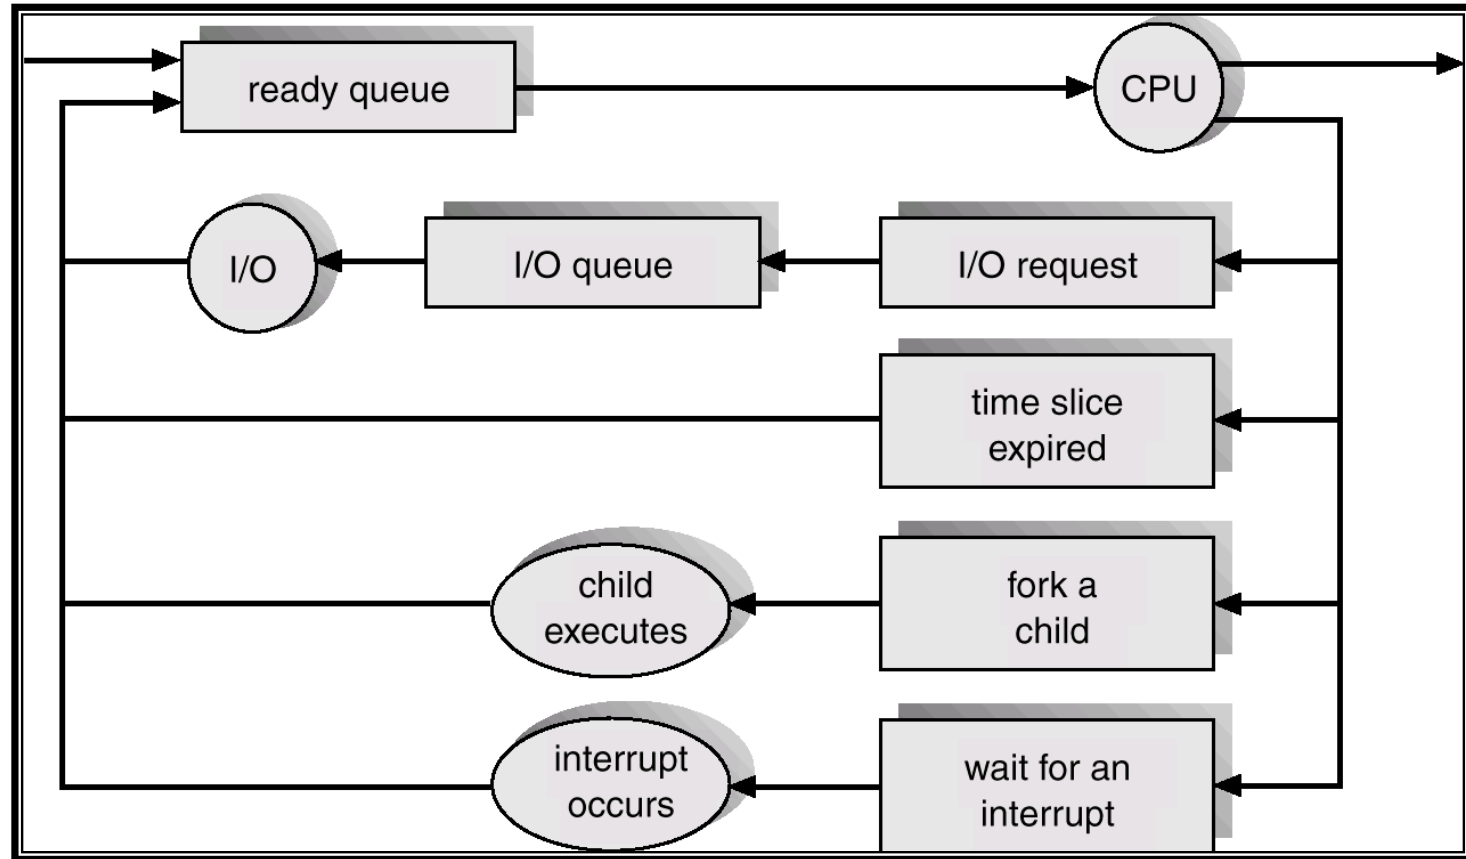 ready queue
CPU
I/O
I/O queue
I/O request
time slice
expired
child
executes
fork a
child
interrupt
occurs
wait for an
interrupt